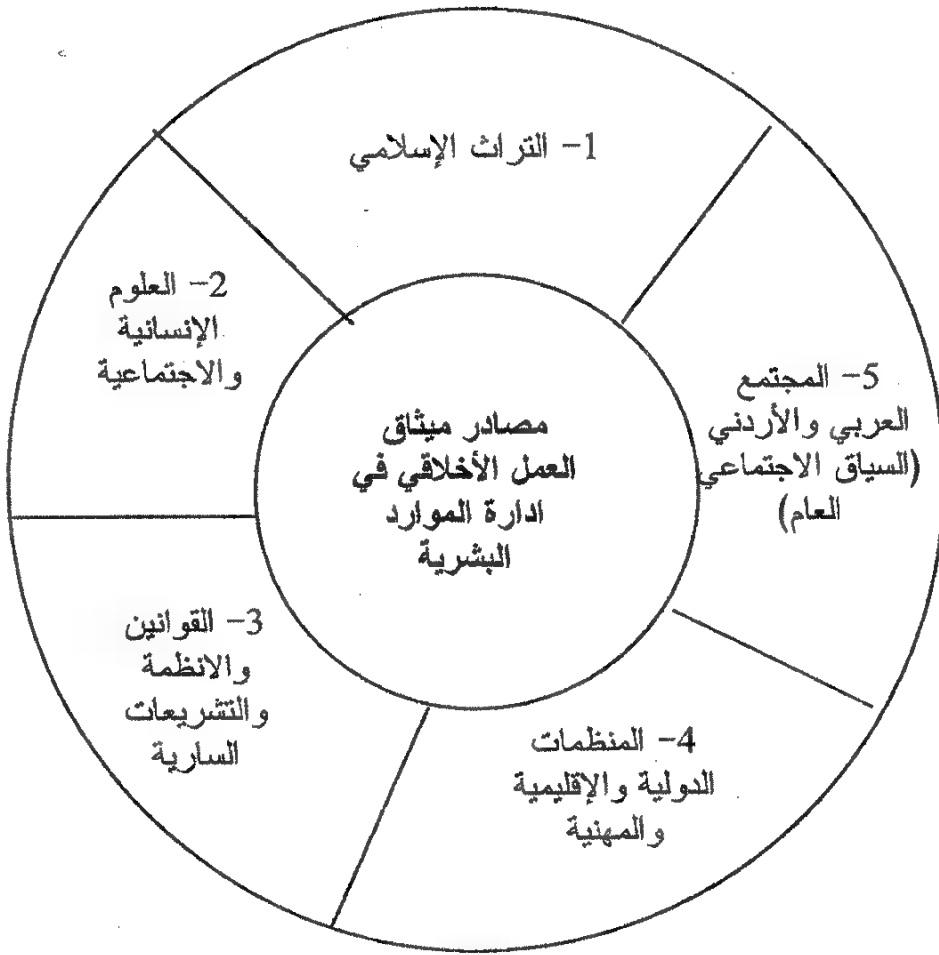 1- التراث الإسلامي
2- العلوم
الإنسانية
والاجتماعية
3- القوانين
والانظمة
والتشريعات
السارية
4- المنظمات
الدولية والإقليمية
والمهنية
5- المجتمع
العربي والأردني
(السياق الاجتماعي
العام)
مصادر ميثاق
العمل الأخلاقي في
ادارة الموارد
البشرية